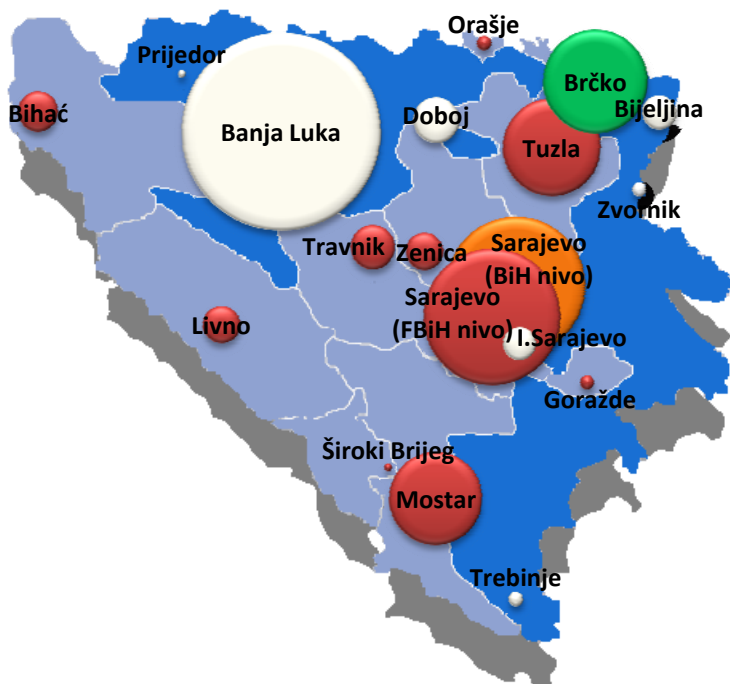 Orašje
Prijedor
Brčko
Bihać
Banja Luka
Doboj
Bijeljina
Tuzla
Zvornik
Travnik
Zenica
Sarajevo
(BiH nivo)
Sarajevo
(FBiH nivo)
I.Sarajevo
Livno
Goražde
Široki Brijeg
Mostar
Trebinje